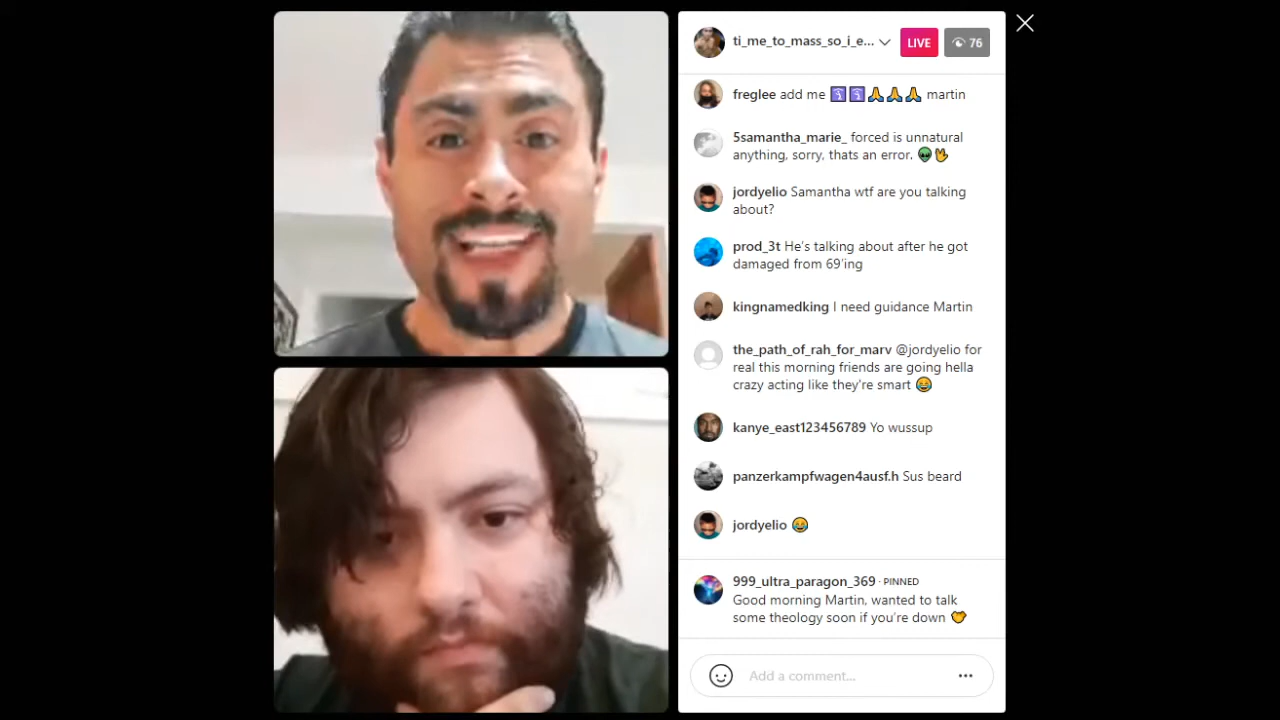 ti_me_to_mass_so_i_e...
LIVE
76
freglee add me 🛐🛐🙏🙏🙏 martin
5samantha_marie_ forced is unnatural
anything, sorry, thats an error. 👽🖖
jordyelio Samantha wtf are you talking
about?
prod_3t He's talking about after he got
damaged from 69'ing
kingnamedking I need guidance Martin
the_path_of_rah_for_marv @jordyelio for
real this morning friends are going hella
crazy acting like they're smart 😂
kanye_east123456789 Yo wussup
panzerkampfwagen4ausf.h Sus beard
jordyelio 😂
999_ultra_paragon_369 · PINNED
Good morning Martin, wanted to talk
some theology soon if you're down 🤝
Add a comment...